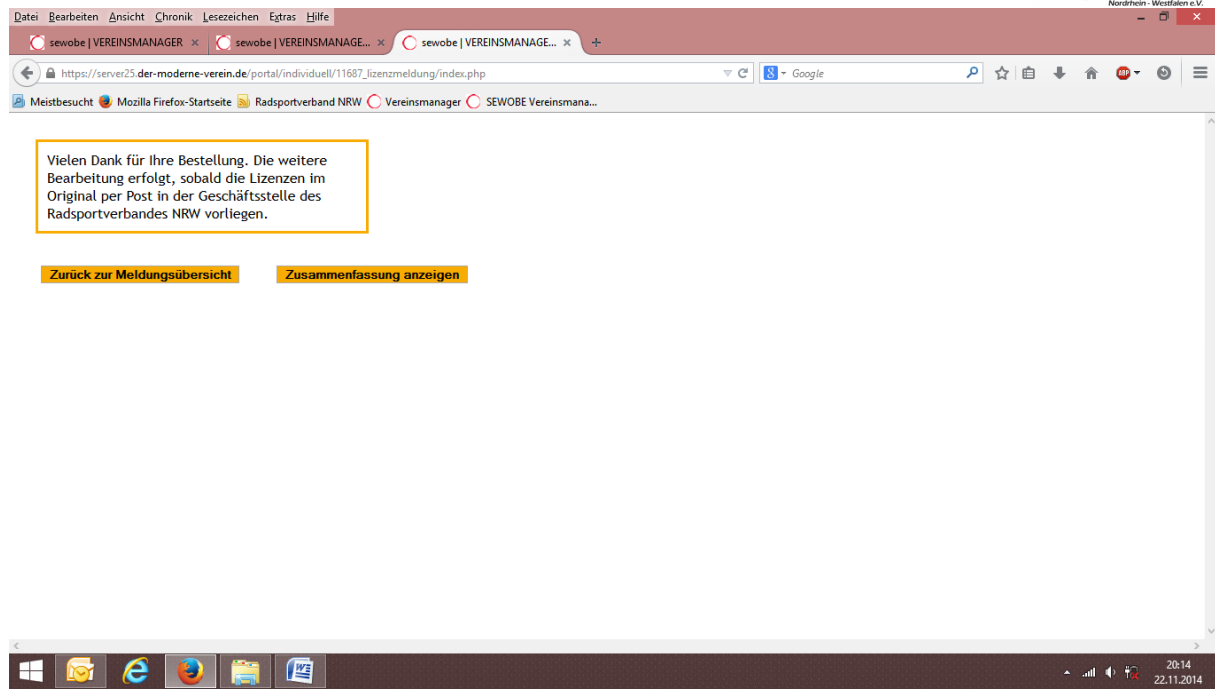 Nordrhein - Westfalen e.V.
Datei Bearbeiten Ansicht Chronik Lesezeichen Extras Hilfe
sewobe | VEREINSMANAGER × sewobe | VEREINSMANAGE... × sewobe | VEREINSMANAGE... × +
https://server25.der-moderne-verein.de/portal/individuell/11687_lizenzmeldung/index.php
8 Google
ABP
Meistbesucht Mozilla Firefox-Startseite Radsportverband NRW Vereinsmanager SEWOBE Vereinsmana...
Vielen Dank für Ihre Bestellung. Die weitere
Bearbeitung erfolgt, sobald die Lizenzen im
Original per Post in der Geschäftsstelle des
Radsportverbandes NRW vorliegen.
Zurück zur Meldungsübersicht Zusammenfassung anzeigen
20:14
22.11.2014